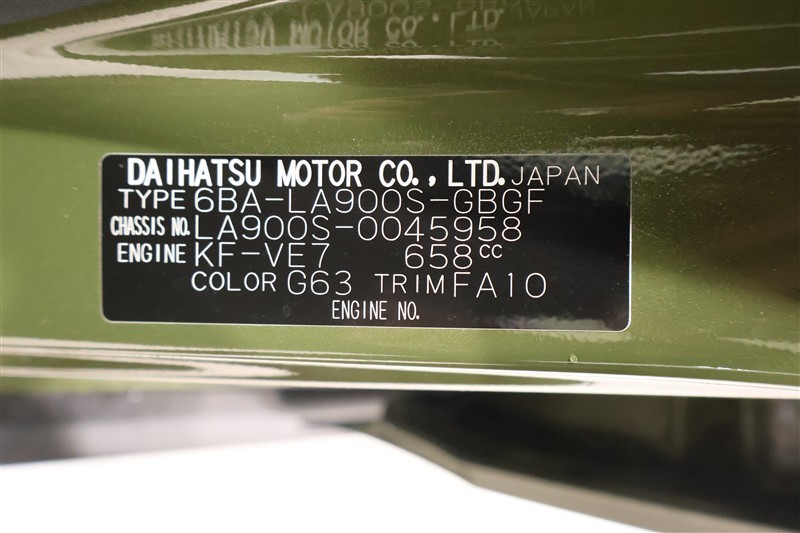 DAIHATSU MOTOR CO., LTD. JAPAN
TYPE 6BA-LA900S-GBGF
CHASSIS NO. LA900S-0045958
ENGINE KF-VE7 658cc
COLOR G63 TRIM FA10
ENGINE NO.